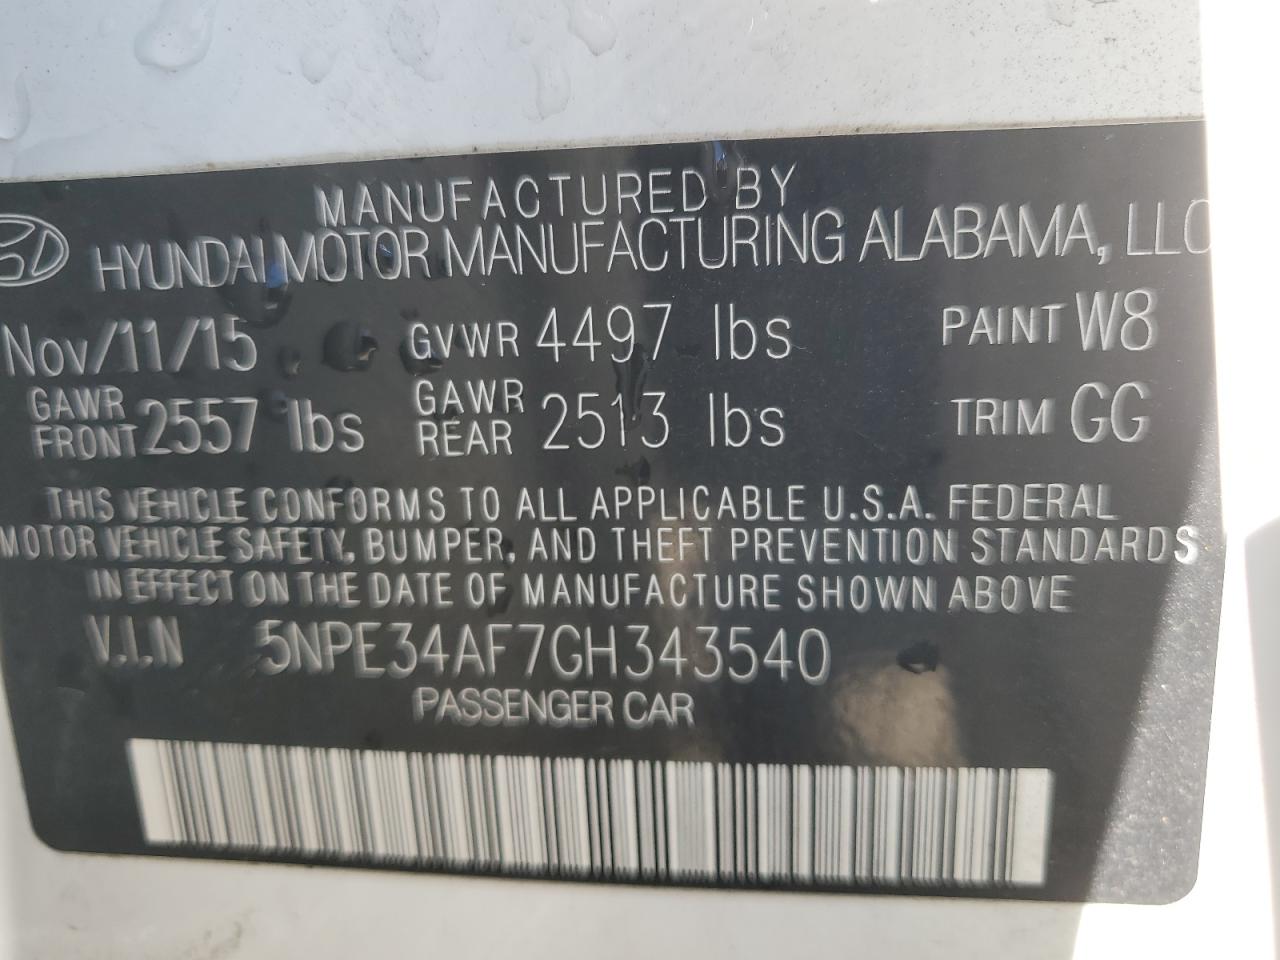 MANUFACTURED BY
HYUNDAI MOTOR MANUFACTURING ALABAMA, LLC
Nov/11/15 GVWR 4497 lbs PAINT W8
GAWR FRONT 2557 lbs GAWR REAR 2513 lbs TRIM GG
THIS VEHICLE CONFORMS TO ALL APPLICABLE U.S.A. FEDERAL
MOTOR VEHICLE SAFETY, BUMPER, AND THEFT PREVENTION STANDARDS
IN EFFECT ON THE DATE OF MANUFACTURE SHOWN ABOVE
V.I.N 5NPE34AF7GH343540
PASSENGER CAR